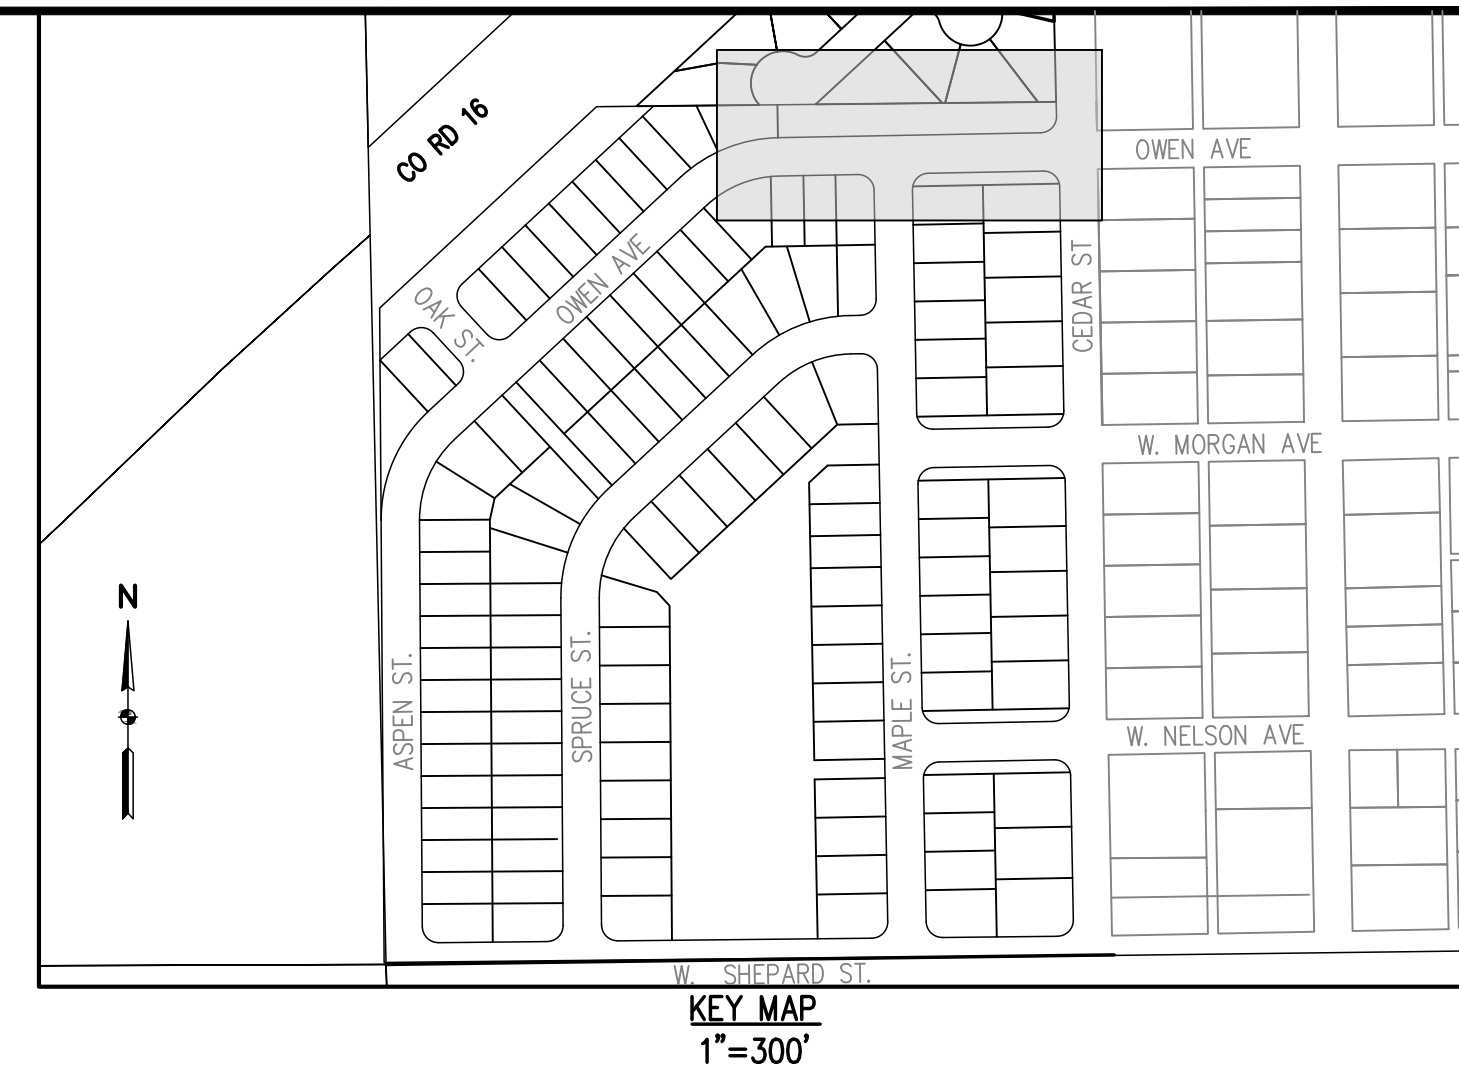 CO RD 16
OWEN AVE
OWEN AVE
OAK ST.
CEDAR ST
W. MORGAN AVE
N
ASPEN ST.
SPRUCE ST.
MAPLE ST.
W. NELSON AVE
W. SHEPARD ST.
KEY MAP
1"=300'